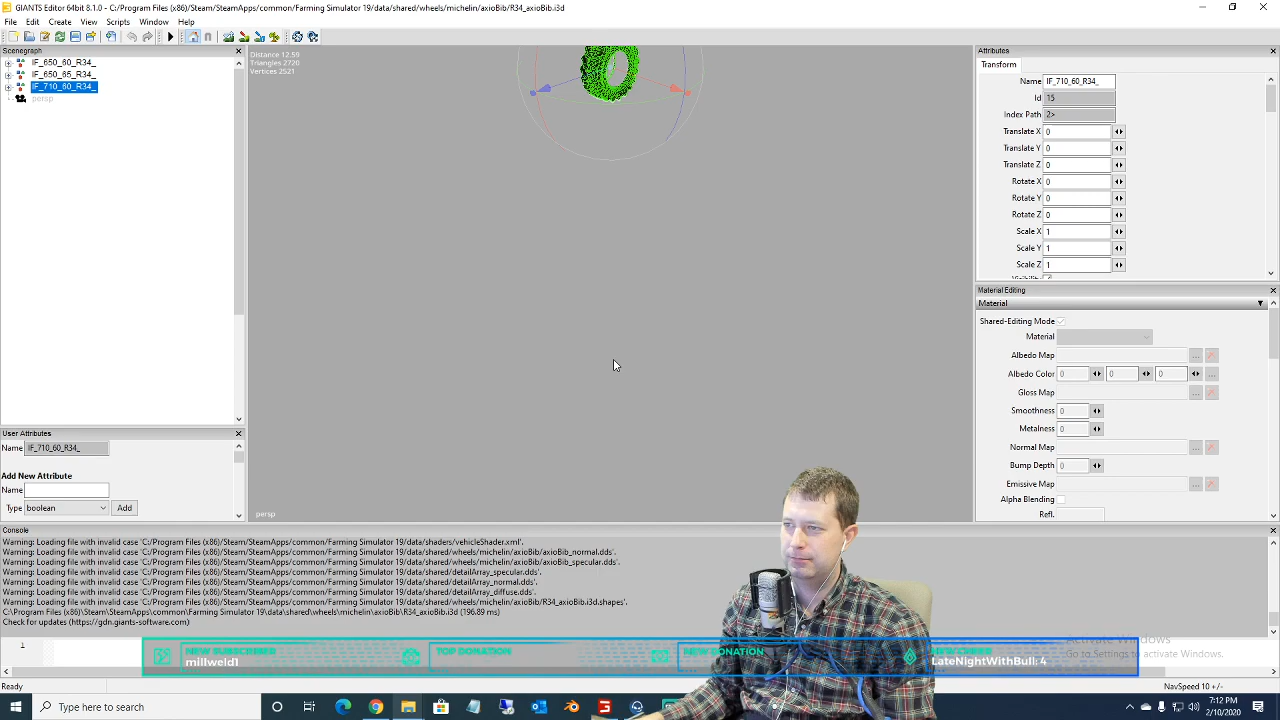 GIANTS Editor 64bit 8.1.0 - C:/Program Files (x86)/Steam/SteamApps/common/Farming Simulator 19/data/shared/wheels/michelin/axioBib/R34_axioBib.i3d
File Edit Create View Scripts Window Help
Scenegraph
IF_650_60_R34_
IF_650_65_R34_
IF_710_60_R34_
persp
Distance 12.59
Triangles 2720
Vertices 2521
persp
Attributes
Transform
Name IF_710_60_R34_
Id 15
Index Path 2>
Translate X 0
Translate Y 0
Translate Z 0
Rotate X 0
Rotate Y 0
Rotate Z 0
Scale X 1
Scale Y 1
Scale Z 1
Material Editing
Material
Shared-Editing Mode
Material
Albedo Map
Albedo Color 0 0 0
Gloss Map
Smoothness 0
Metalness 0
Normal Map
Bump Depth 0
Emissive Map
Alpha Blending
Refl.
User Attributes
Name IF_710_60_R34_
Add New Attribute
Name
Type boolean Add
Console
Warning: Loading file with invalid case 'C:/Program Files (x86)/Steam/SteamApps/common/Farming Simulator 19/data/shaders/vehicleShader.xml'.
Warning: Loading file with invalid case 'C:/Program Files (x86)/Steam/SteamApps/common/Farming Simulator 19/data/shared/wheels/michelin/axioBib_normal.dds'.
Warning: Loading file with invalid case 'C:/Program Files (x86)/Steam/SteamApps/common/Farming Simulator 19/data/shared/wheels/michelin/axioBib_specular.dds'.
Warning: Loading file with invalid case 'C:/Program Files (x86)/Steam/SteamApps/common/Farming Simulator 19/data/shared/detailArray_specular.dds'.
Warning: Loading file with invalid case 'C:/Program Files (x86)/Steam/SteamApps/common/Farming Simulator 19/data/shared/detailArray_normal.dds'.
Warning: Loading file with invalid case 'C:/Program Files (x86)/Steam/SteamApps/common/Farming Simulator 19/data/shared/detailArray_diffuse.dds'.
Warning: Loading file with invalid case 'C:/Program Files (x86)/Steam/SteamApps/common/Farming Simulator 19/data/shared/wheels/michelin/axioBib/R34_axioBib.i3d.shapes'.
C:\Program Files (x86)\Steam\SteamApps\common\Farming Simulator 19\data\shared\wheels\michelin\axioBib\R34_axioBib.i3d (196.89 ms)
Check for updates (https://gdn.giants-software.com)
1
NEW SUBSCRIBER
millweld1
TOP DONATION
NEW DONATION
LateNightWithBull: 4
Activate Windows
Go to Settings to activate Windows.
Ready
NavSpeed 10 +/-
Type here to search
7:12 PM
2/10/2020